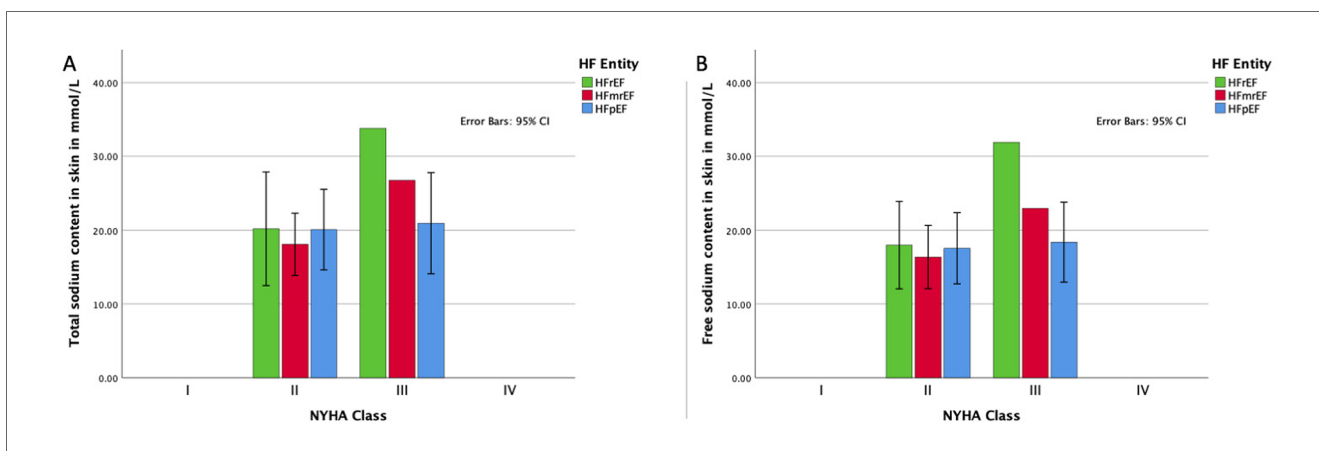 A
HF Entity
HFrEF
HFmrEF
HFpEF
Error Bars: 95% CI
Total sodium content in skin in mmol/L
40.00
30.00
20.00
10.00
0.00
I II III IV
NYHA Class
B
HF Entity
HFrEF
HFmrEF
HFpEF
Error Bars: 95% CI
Free sodium content in skin in mmol/L
40.00
30.00
20.00
10.00
0.00
I II III IV
NYHA Class